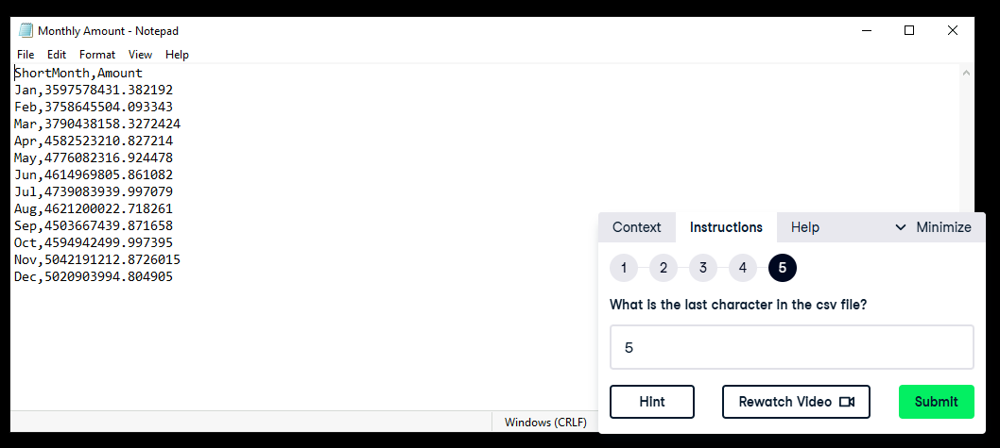 Monthly Amount - Notepad
File Edit Format View Help
ShortMonth,Amount
Jan,3597578431.382192
Feb,3758645504.093343
Mar,3790438158.3272424
Apr,4582523210.827214
May,4776082316.924478
Jun,4614969805.861082
Jul,4739083939.997079
Aug,4621200022.718261
Sep,4503667439.871658
Oct,4594942499.997395
Nov,5042191212.8726015
Dec,5020903994.804905
Windows (CRLF)
Context Instructions Help Minimize
1 2 3 4 5
What is the last character in the csv file?
5
Hint Rewatch Video Submit